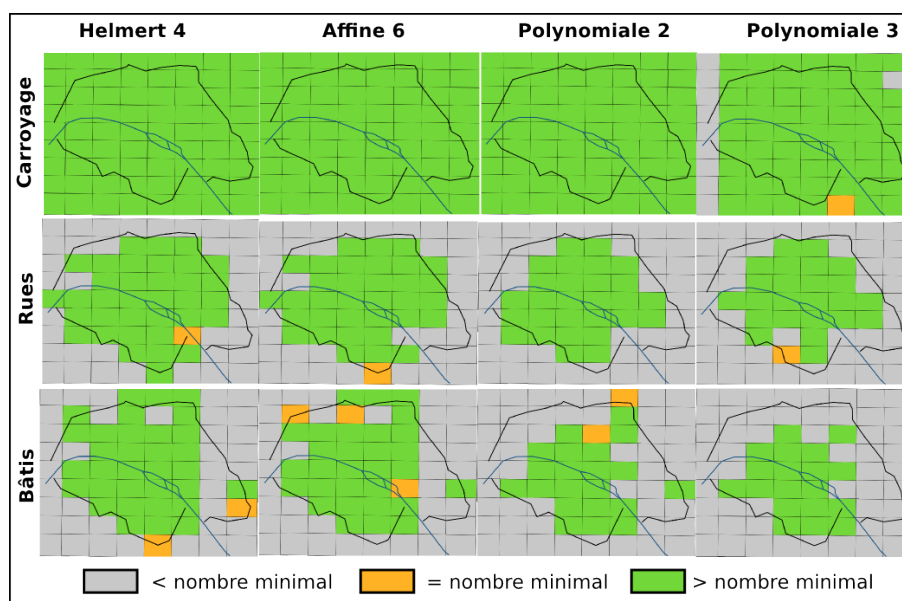 Helmert 4 Affine 6 Polynomiale 2 Polynomiale 3
Carroyage
Rues
Bâtis
< nombre minimal = nombre minimal > nombre minimal